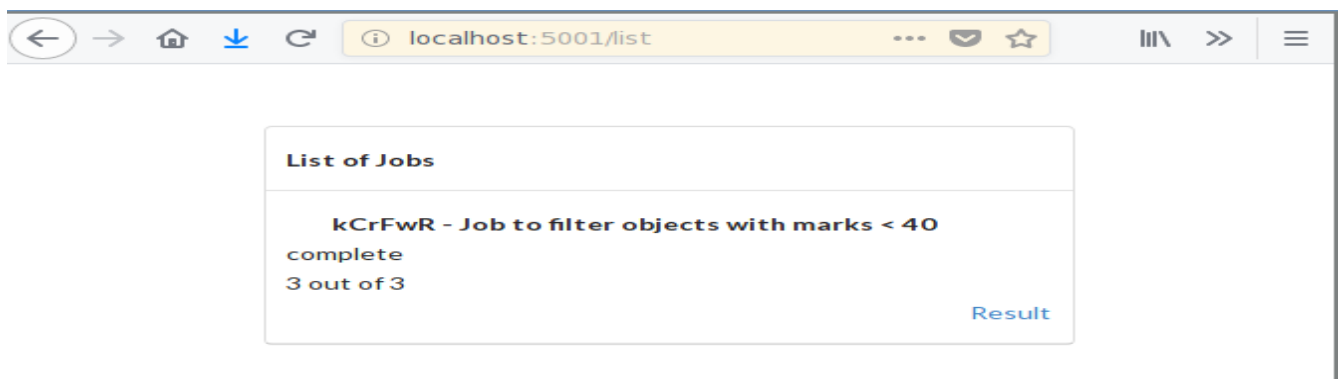 localhost:5001/list
List of Jobs
kCrFwR - Job to filter objects with marks < 40
complete
3 out of 3
Result